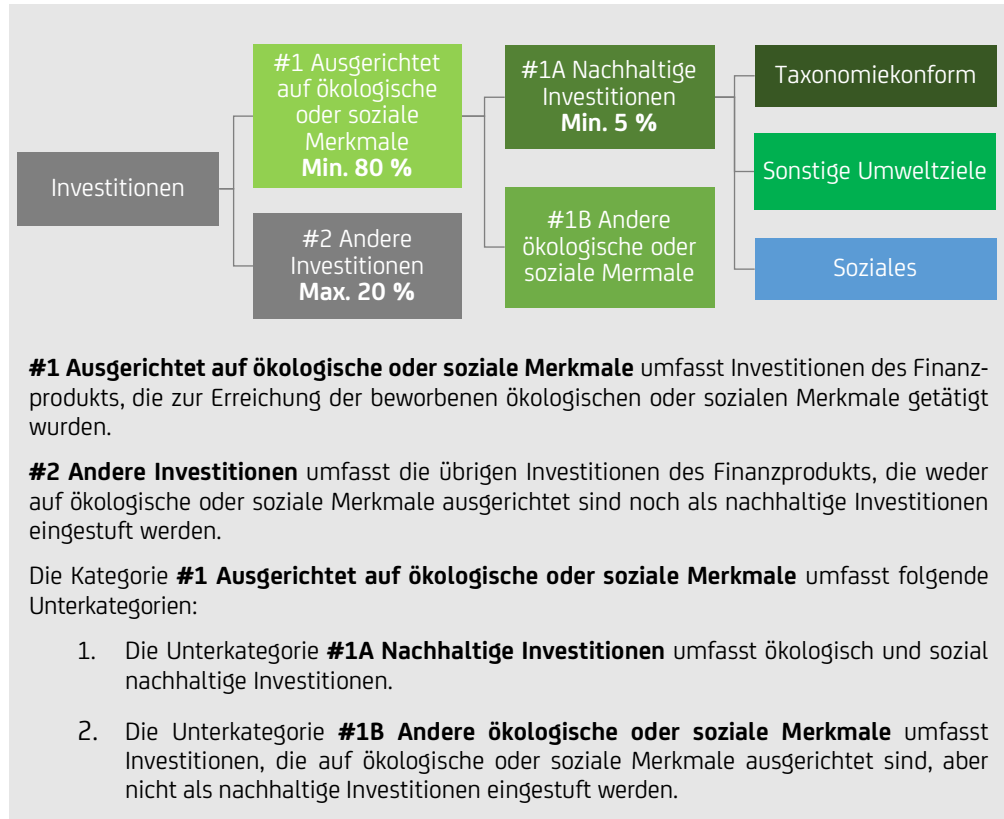 #1 Ausgerichtet
auf ökologische
oder soziale
Merkmale
Min. 80 %
#1A Nachhaltige
Investitionen
Min. 5 %
Taxonomiekonform
Investitionen
Sonstige Umweltziele
#2 Andere
Investitionen
Max. 20 %
#1B Andere
ökologische oder
soziale Mermale
Soziales
#1 Ausgerichtet auf ökologische oder soziale Merkmale umfasst Investitionen des Finanz-
produkts, die zur Erreichung der beworbenen ökologischen oder sozialen Merkmale getätigt
wurden.
#2 Andere Investitionen umfasst die übrigen Investitionen des Finanzprodukts, die weder
auf ökologische oder soziale Merkmale ausgerichtet sind noch als nachhaltige Investitionen
eingestuft werden.
Die Kategorie #1 Ausgerichtet auf ökologische oder soziale Merkmale umfasst folgende
Unterkategorien:
1. Die Unterkategorie #1A Nachhaltige Investitionen umfasst ökologisch und sozial
nachhaltige Investitionen.
2. Die Unterkategorie #1B Andere ökologische oder soziale Merkmale umfasst
Investitionen, die auf ökologische oder soziale Merkmale ausgerichtet sind, aber
nicht als nachhaltige Investitionen eingestuft werden.